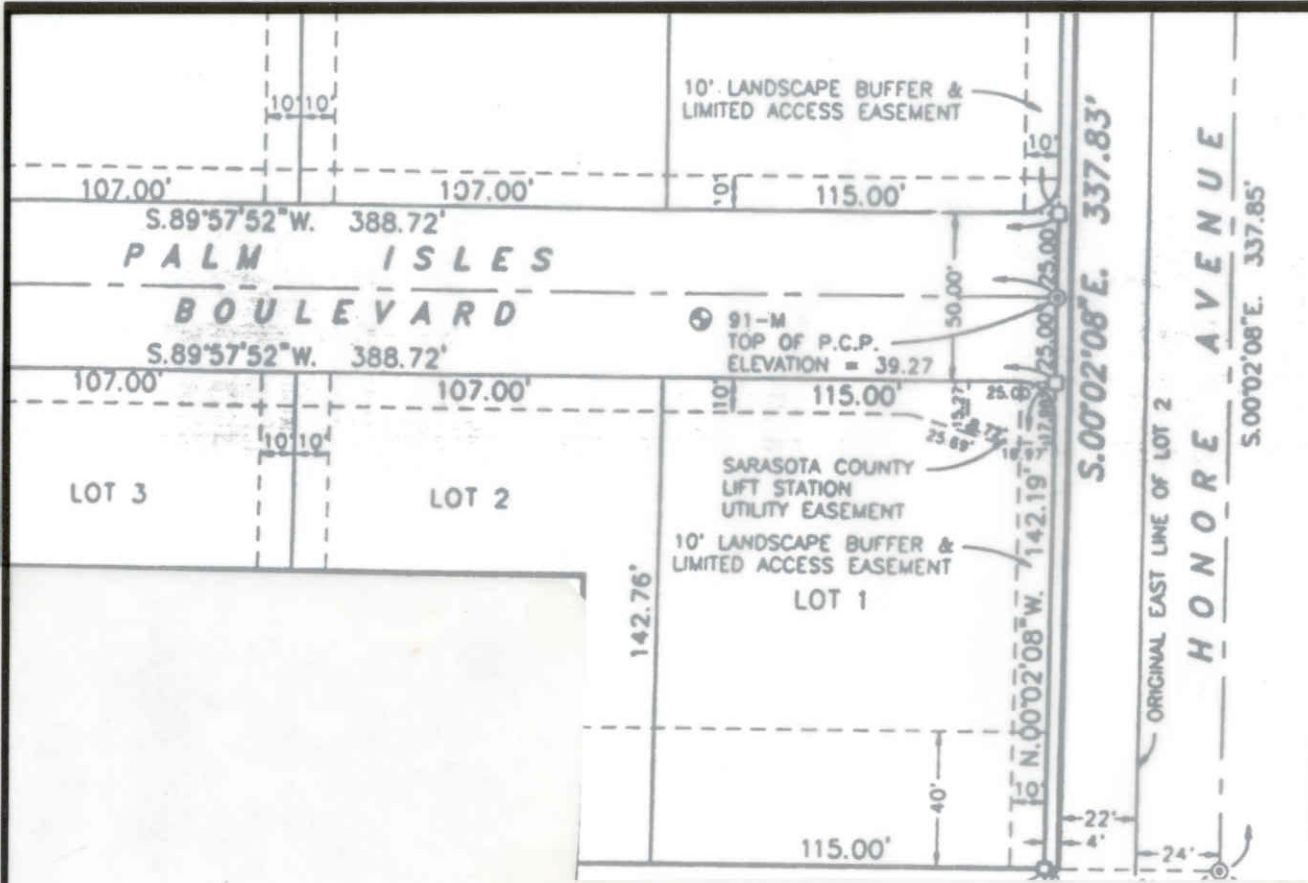 10' 10'
10' LANDSCAPE BUFFER &
LIMITED ACCESS EASEMENT
10'
107.00'
107.00'
10'
115.00'
S.89°57'52"W. 388.72'
PALM ISLES
BOULEVARD
S.89°57'52"W. 388.72'
91-M
TOP OF P.C.P.
ELEVATION = 39.27
50.00'
25.00'
25.00'
S.00°02'08"E. 337.83'
HONORE AVENUE
S.00°02'08"E. 337.85'
107.00'
107.00'
10'
115.00'
15.27'
25.00'
25.69'
10' 10'
LOT 3
LOT 2
SARASOTA COUNTY
LIFT STATION
UTILITY EASEMENT
10' LANDSCAPE BUFFER &
LIMITED ACCESS EASEMENT
LOT 1
142.76'
N.00°02'08"W. 142.19'
ORIGINAL EAST LINE OF LOT 2
40'
10'
22'
4'
115.00'
24'